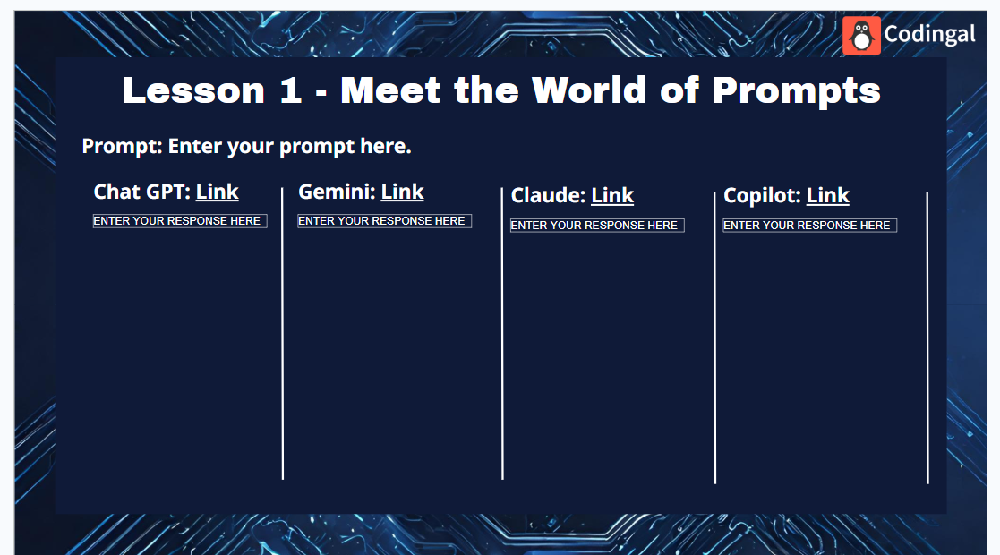 Codingal
Lesson 1 - Meet the World of Prompts
Prompt: Enter your prompt here.
Chat GPT: Link
ENTER YOUR RESPONSE HERE
Gemini: Link
ENTER YOUR RESPONSE HERE
Claude: Link
ENTER YOUR RESPONSE HERE
Copilot: Link
ENTER YOUR RESPONSE HERE